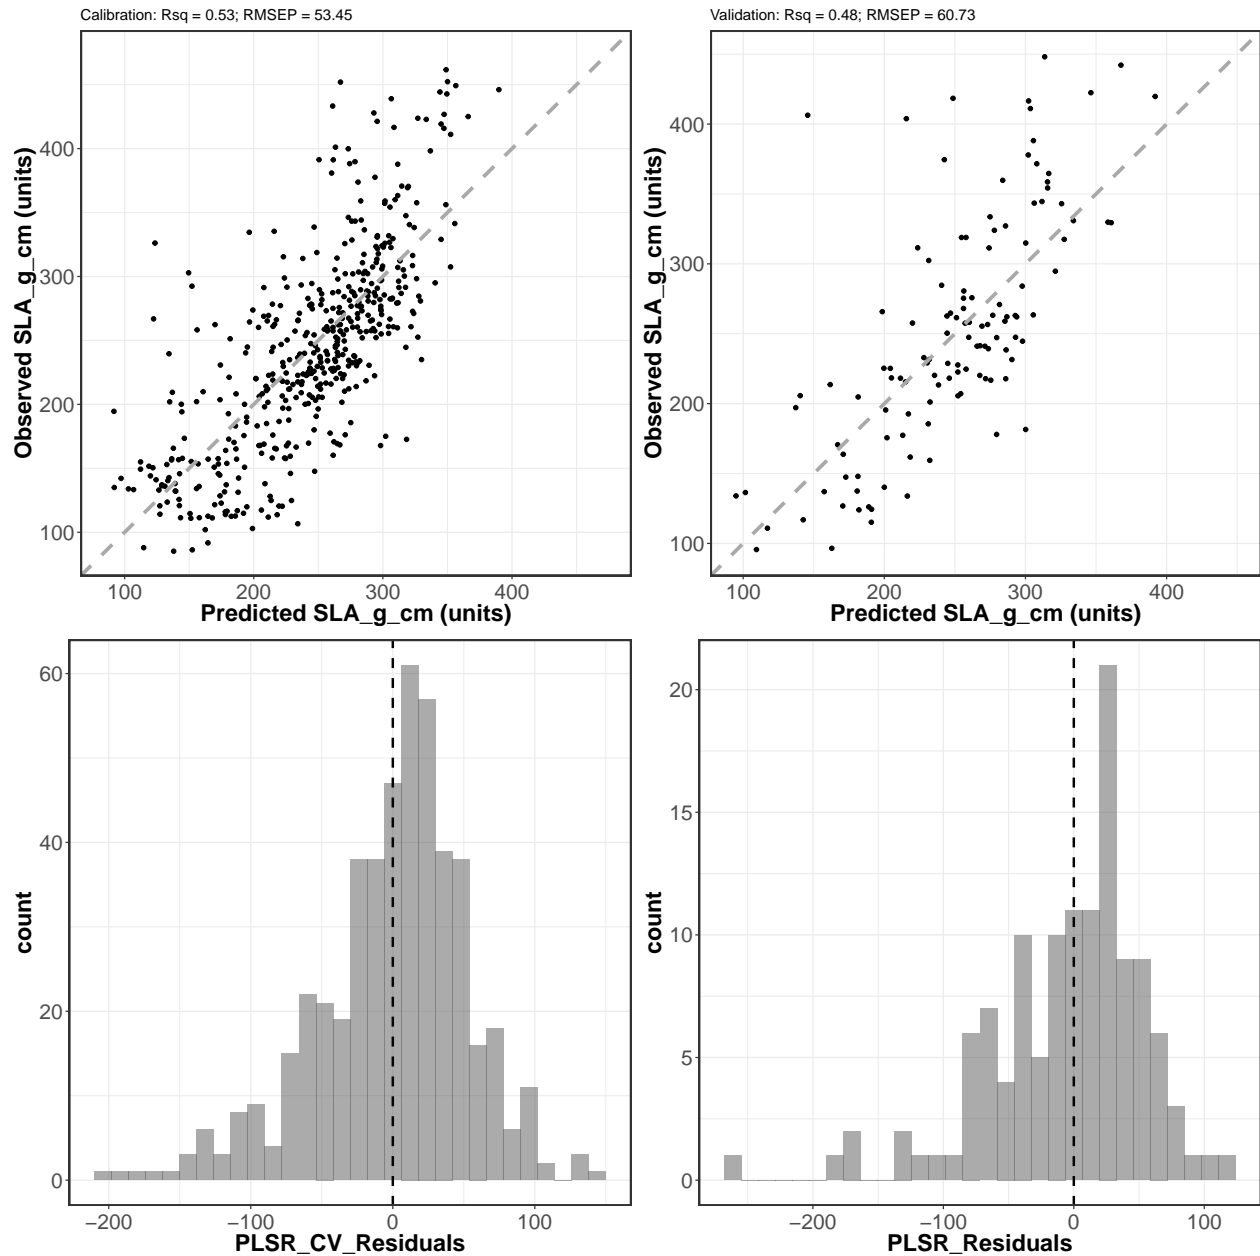 Calibration: Rsq = 0.53; RMSEP = 53.45
Observed SLA_g_cm (units)
400
300
200
100
100 200 300 400
Predicted SLA_g_cm (units)
Validation: Rsq = 0.48; RMSEP = 60.73
Observed SLA_g_cm (units)
400
300
200
100
100 200 300 400
Predicted SLA_g_cm (units)
count
60
40
20
0
−200 −100 0 100
PLSR_CV_Residuals
count
20
15
10
5
0
−200 −100 0 100
PLSR_Residuals